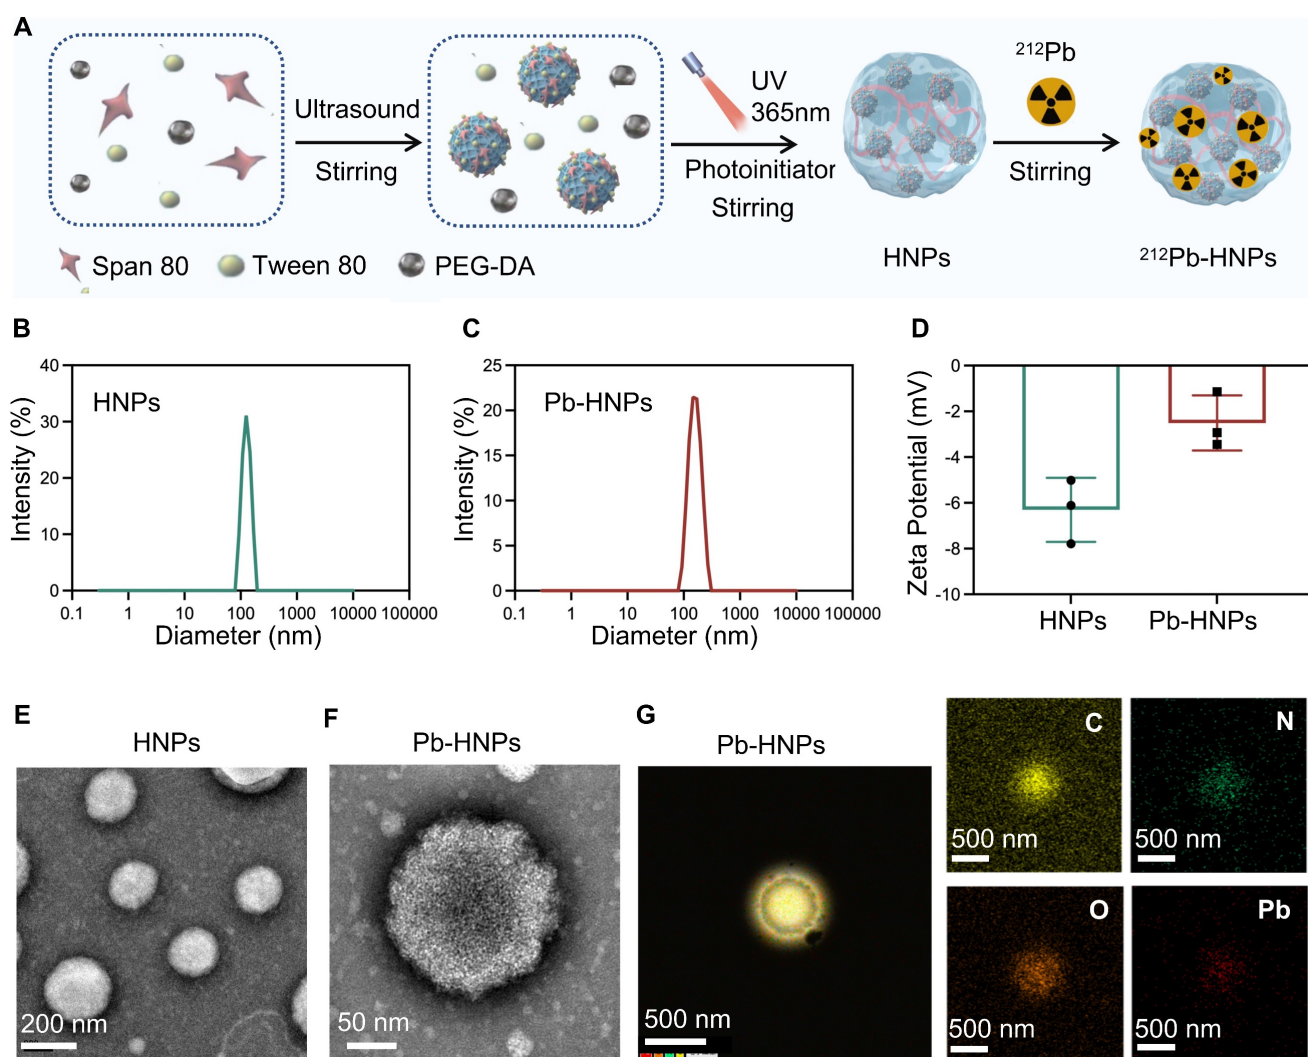 A
Ultrasound
Stirring
UV
365nm
Photoinitiator
Stirring
²¹²Pb
Stirring
Span 80
Tween 80
PEG-DA
HNPs
²¹²Pb-HNPs
B
HNPs
Intensity (%)
40
30
20
10
0
0.1 1 10 100 1000 10000 100000
Diameter (nm)
C
Pb-HNPs
Intensity (%)
25
20
15
10
5
0
0.1 1 10 100 1000 10000 100000
Diameter (nm)
D
Zeta Potential (mV)
0
-2
-4
-6
-8
-10
HNPs Pb-HNPs
E
HNPs
200 nm
F
Pb-HNPs
50 nm
G
Pb-HNPs
500 nm
C
500 nm
N
500 nm
O
500 nm
Pb
500 nm